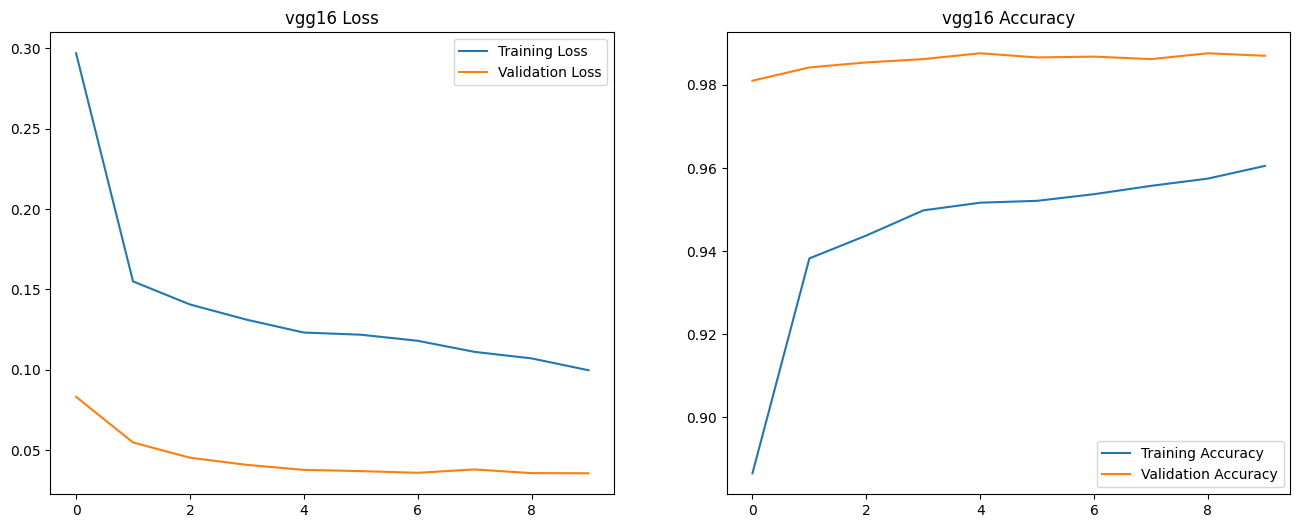 vgg16 Loss
0.30
0.25
0.20
0.15
0.10
0.05
0 2 4 6 8
Training Loss
Validation Loss
vgg16 Accuracy
0.98
0.96
0.94
0.92
0.90
0 2 4 6 8
Training Accuracy
Validation Accuracy